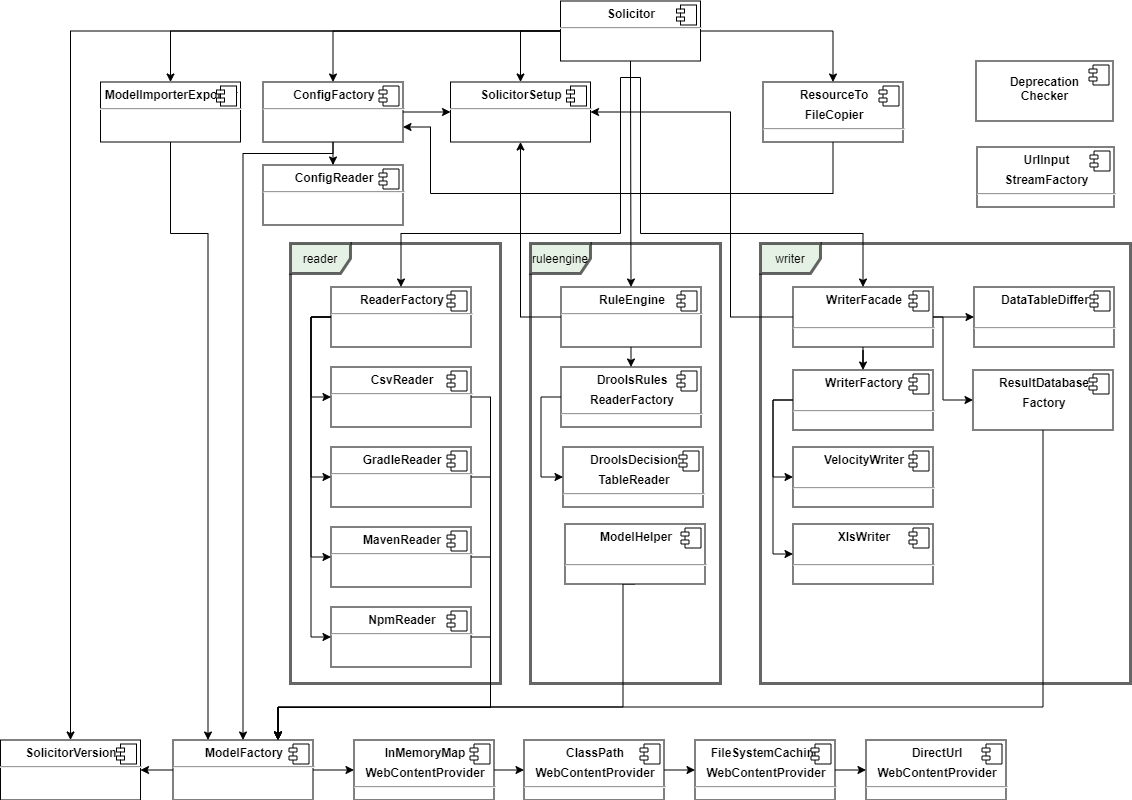 Solicitor
ModelImporterExpo
ConfigFactory
SolicitorSetup
ResourceTo
FileCopier
Deprecation
Checker
ConfigReader
UrlInput
StreamFactory
reader
ruleengine
writer
ReaderFactory
RuleEngine
WriterFacade
DataTableDiffer
CsvReader
DroolsRules
ReaderFactory
WriterFactory
ResultDatabase
Factory
GradleReader
DroolsDecision
TableReader
VelocityWriter
MavenReader
ModelHelper
XlsWriter
NpmReader
SolicitorVersion
ModelFactory
InMemoryMap
WebContentProvider
ClassPath
WebContentProvider
FileSystemCachin
WebContentProvider
DirectUrl
WebContentProvider